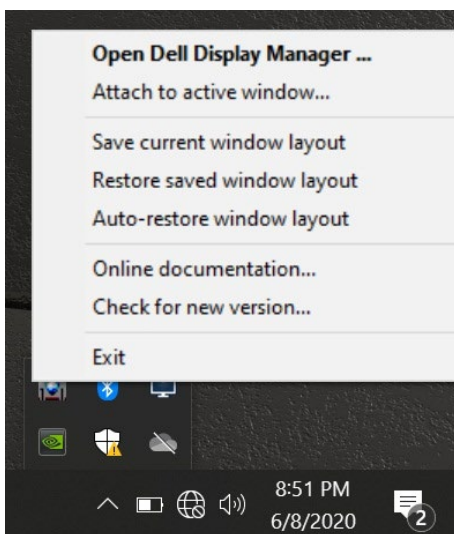 Open Dell Display Manager ...
Attach to active window...
Save current window layout
Restore saved window layout
Auto-restore window layout
Online documentation...
Check for new version...
Exit
8:51 PM
6/8/2020
2